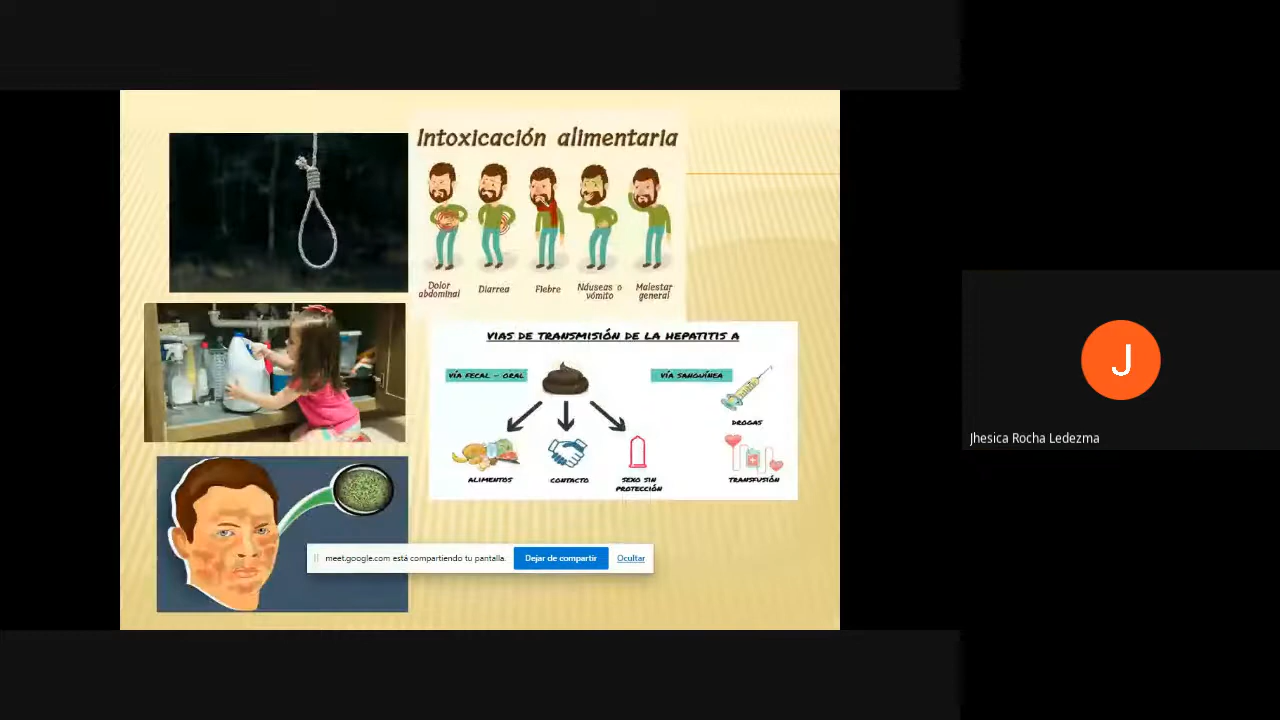 Intoxicación alimentaria
Dolor
abdominal
Diarrea
Fiebre
Náuseas o
vómito
Malestar
general
VIAS DE TRANSMISIÓN DE LA HEPATITIS A
VÍA FECAL - ORAL
VÍA SANGUÍNEA
DROGAS
ALIMENTOS
CONTACTO
SEXO SIN
PROTECCIÓN
TRANSFUSIÓN
meet.google.com está compartiendo tu pantalla.
Dejar de compartir
Ocultar
J
Jhesica Rocha Ledezma